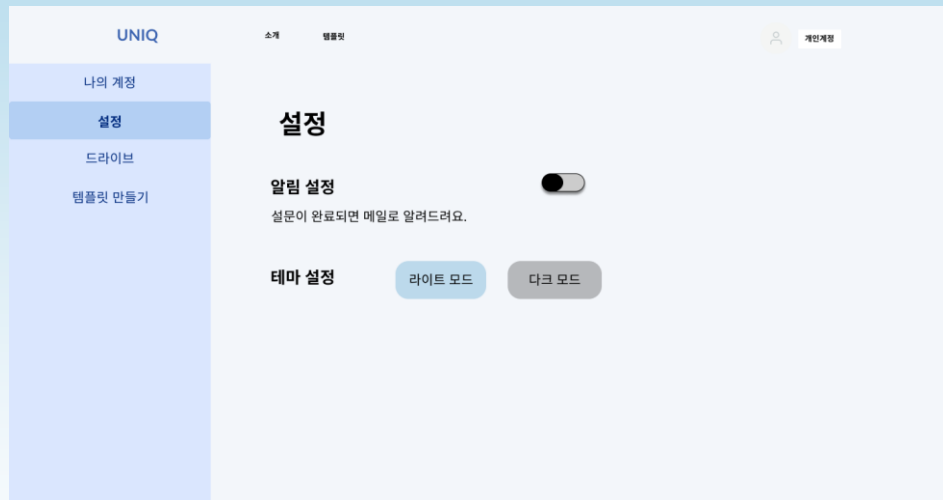 UNIQ
소개
템플릿
개인계정
나의 계정
설정
드라이브
템플릿 만들기
설정
알림 설정
설문이 완료되면 메일로 알려드려요.
테마 설정
라이트 모드
다크 모드